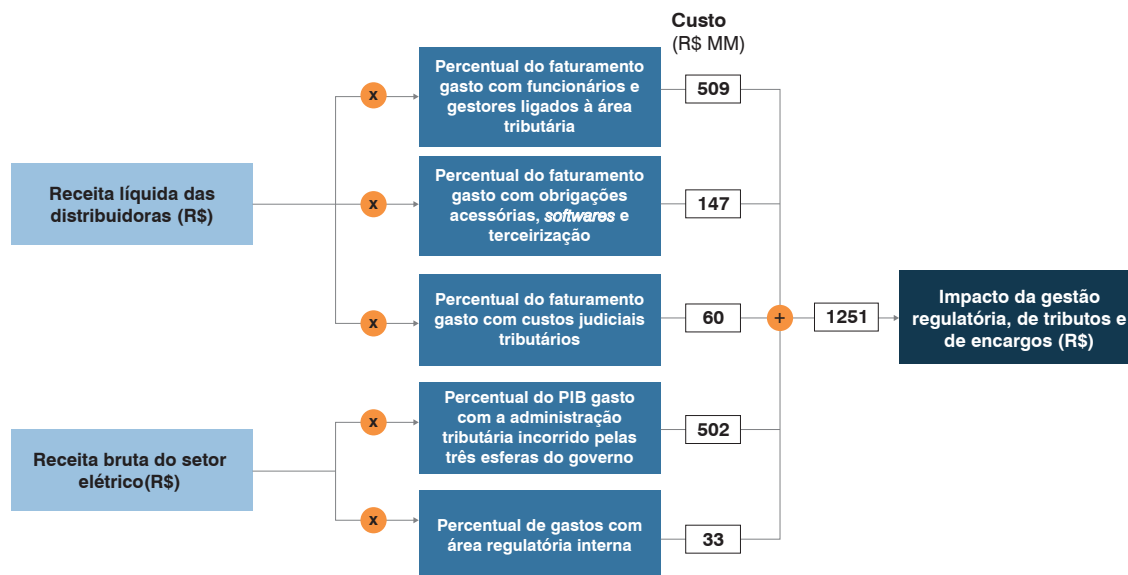 Custo
(R$ MM)
Percentual do faturamento
gasto com funcionários e
gestores ligados à área
tributária
x
509
Receita líquida das
distribuidoras (R$)
x
Percentual do faturamento
gasto com obrigações
acessórias, softwares e
terceirização
147
x
Percentual do faturamento
gasto com custos judiciais
tributários
60
+
1251
Impacto da gestão
regulatória, de tributos e
de encargos (R$)
Receita bruta do setor
elétrico(R$)
x
Percentual do PIB gasto
com a administração
tributária incorrido pelas
três esferas do governo
502
x
Percentual de gastos com
área regulatória interna
33